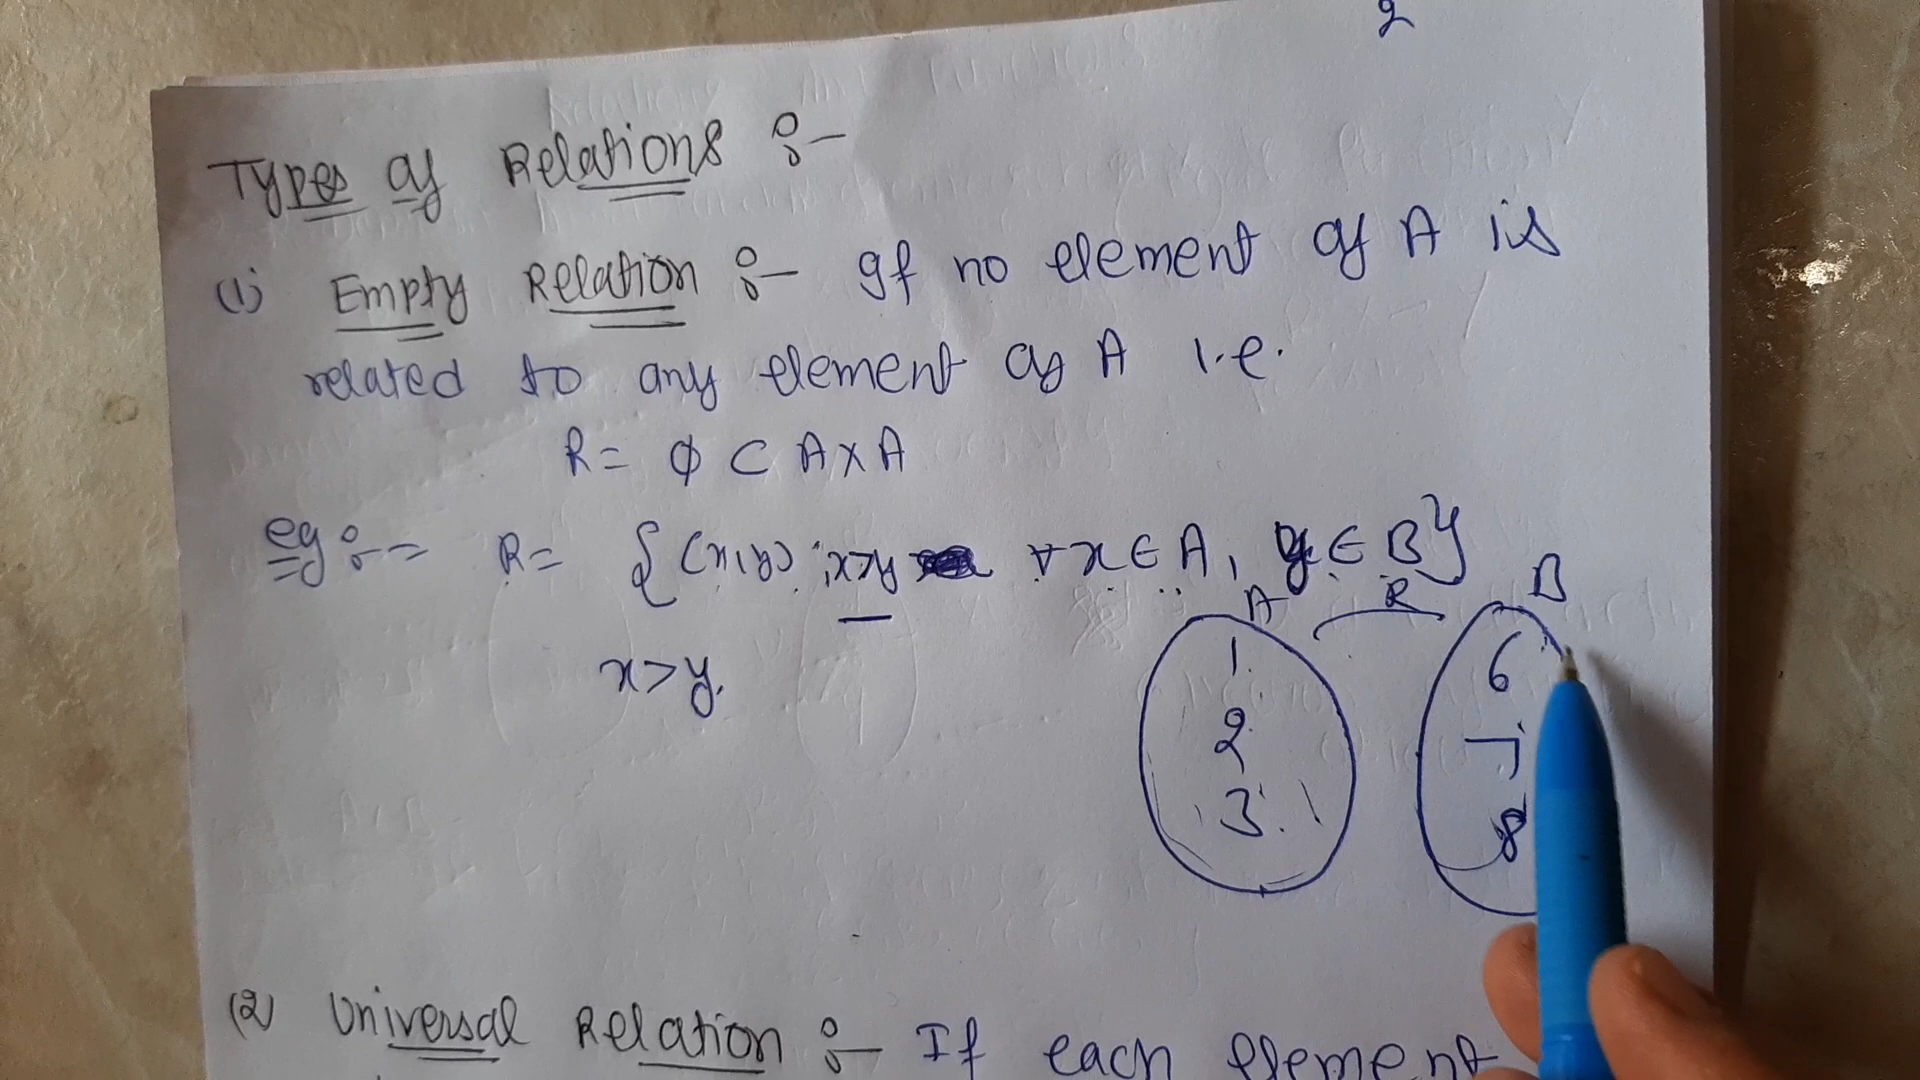 2
Types of Relations :-
(1) Empty Relation :- If no element of A is
related to any element of A i.e.
R = ϕ ⊂ A × A
eg :- R = {(x,y) ; x>y ∀ x ∈ A, y ∈ B}
A R B
x>y.
1 6
2 7
3 8
(2) Universal Relation :- If each element